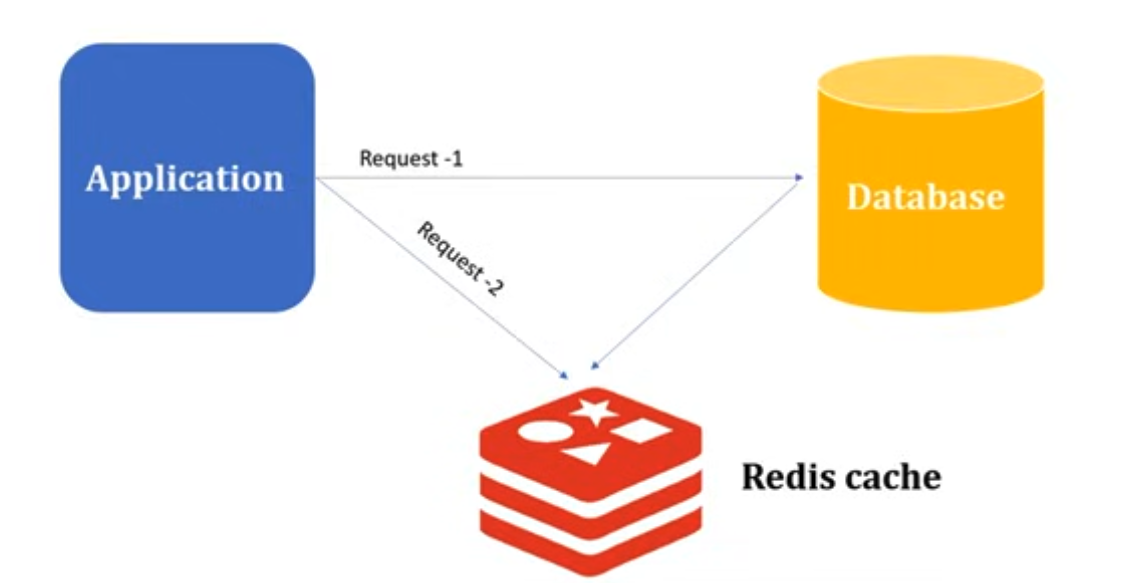 Application
Request -1
Database
Request -2
Redis cache